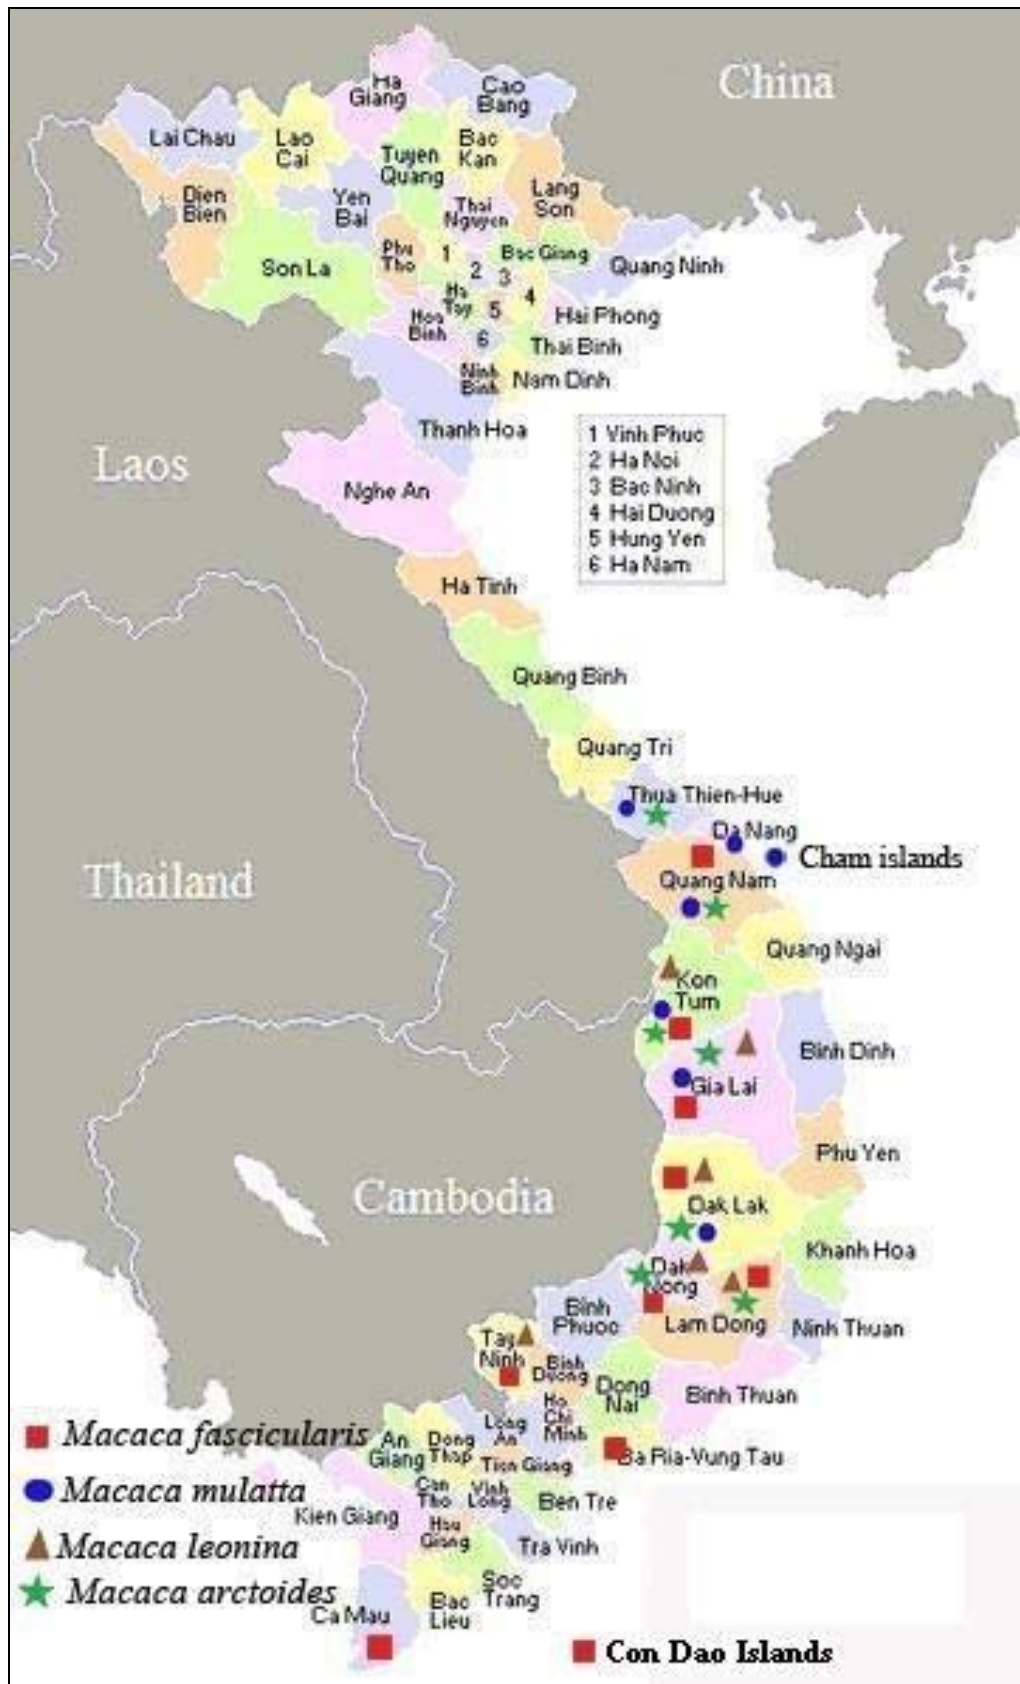 China
Ha
Giang
Cao
Bang
Lai Chau
Lao
Cai
Tuyen
Quang
Bac
Kan
Dien
Bien
Yen
Bai
Lang
Son
Thai
Nguyen
Phu
Tho
1
Bac Giang
Son La
2
3
Quang Ninh
Ha
Tay
4
5
Hoa
Binh
Hai Phong
6
Thai Binh
Ninh
Binh
Nam Dinh
Thanh Hoa
1 Vinh Phuc
2 Ha Noi
3 Bac Ninh
4 Hai Duong
5 Hung Yen
6 Ha Nam
Laos
Nghe An
Ha Tinh
Quang Binh
Quang Tri
Thua Thien-Hue
Da Nang
Cham islands
Thailand
Quang Nam
Quang Ngai
Kon
Tum
Binh Dinh
Gia Lai
Phu Yen
Cambodia
Dak Lak
Khanh Hoa
Dak
Nong
Binh
Phuoc
Lam Dong
Ninh Thuan
Tay
Ninh
Binh
Duong
Dong
Nai
Binh Thuan
Ho
Chi
Minh
Long
An
Macaca fascicularis
An
Giang
Dong
Thap
Tien Giang
Ba Ria-Vung Tau
Macaca mulatta
Can
Tho
Vinh
Long
Ben Tre
Kien Giang
Hau
Giang
Tra Vinh
Macaca leonina
Macaca arctoides
Soc
Trang
Bac
Lieu
Ca Mau
Con Dao Islands